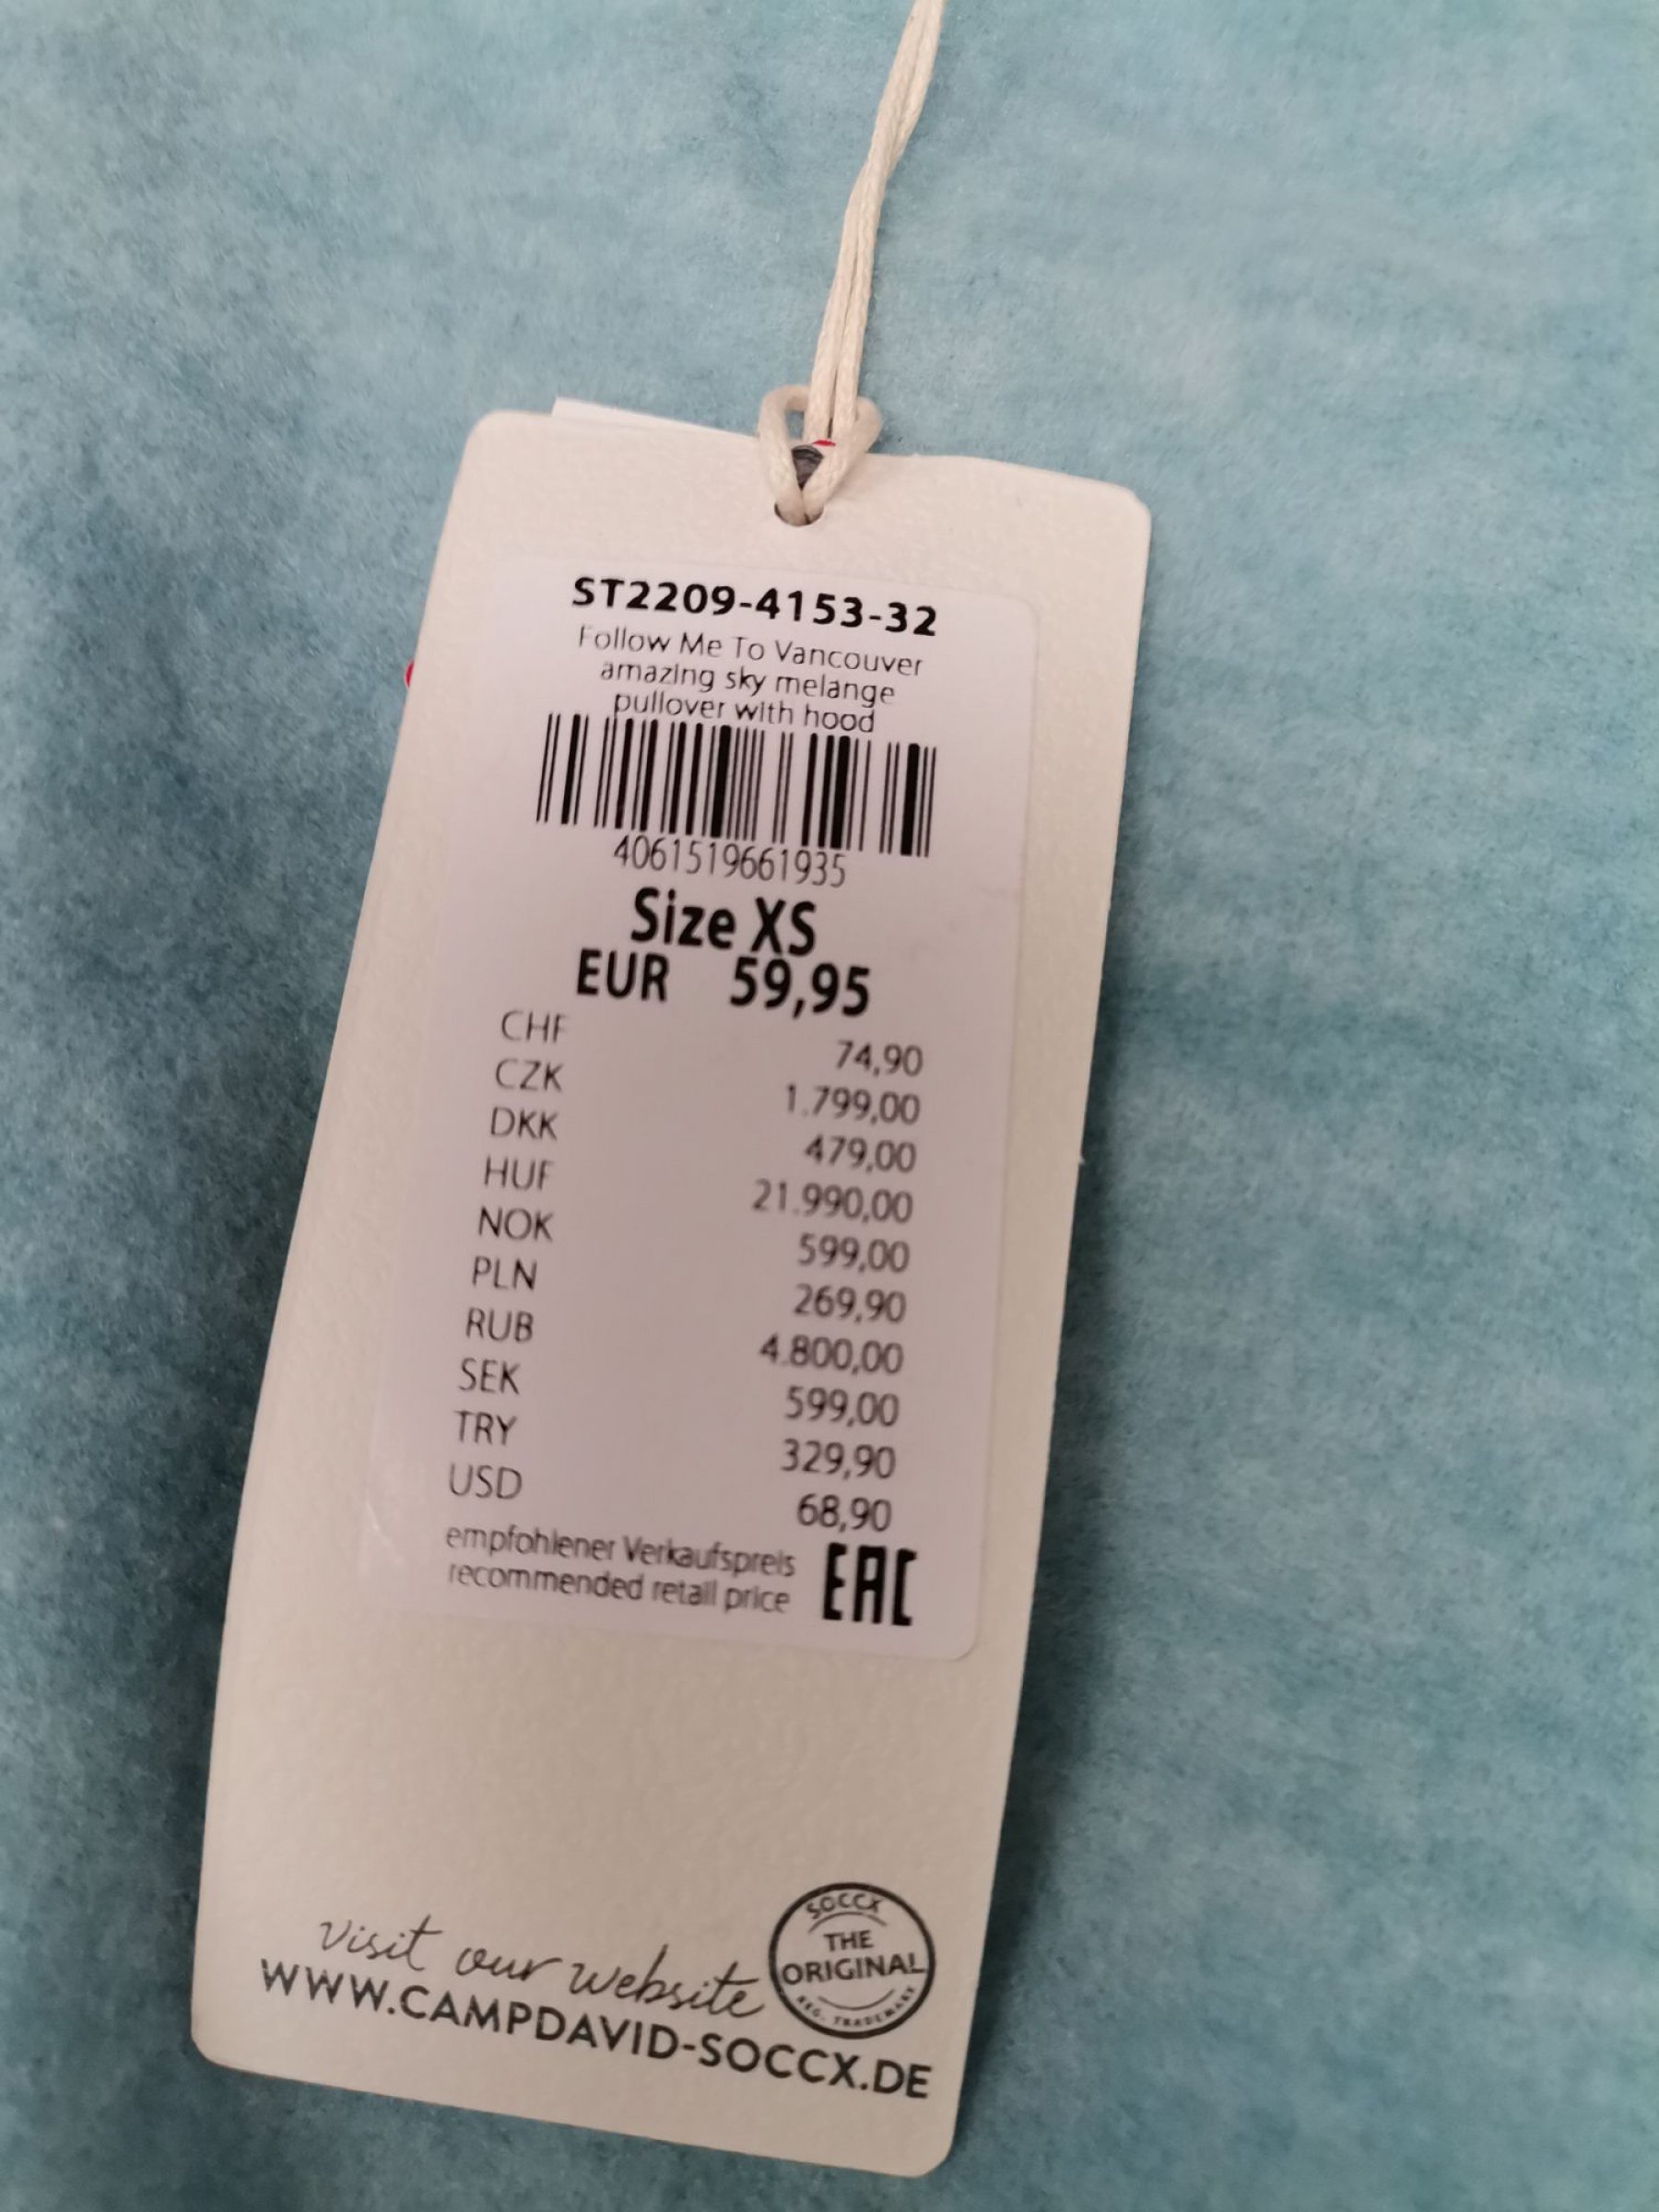 ST2209-4153-32
Follow Me To Vancouver
amazing sky melange
pullover with hood
4061519661935
Size XS
EUR 59,95
CHF 74,90
CZK 1.799,00
DKK 479,00
HUF 21.990,00
NOK 599,00
PLN 269,90
RUB 4.800,00
SEK 599,00
TRY 329,90
USD 68,90
empfohlener Verkaufspreis
recommended retail price
EAC
visit our website
WWW.CAMPDAVID-SOCCX.DE
SOCCX
THE
ORIGINAL
REG. TRADEMARK